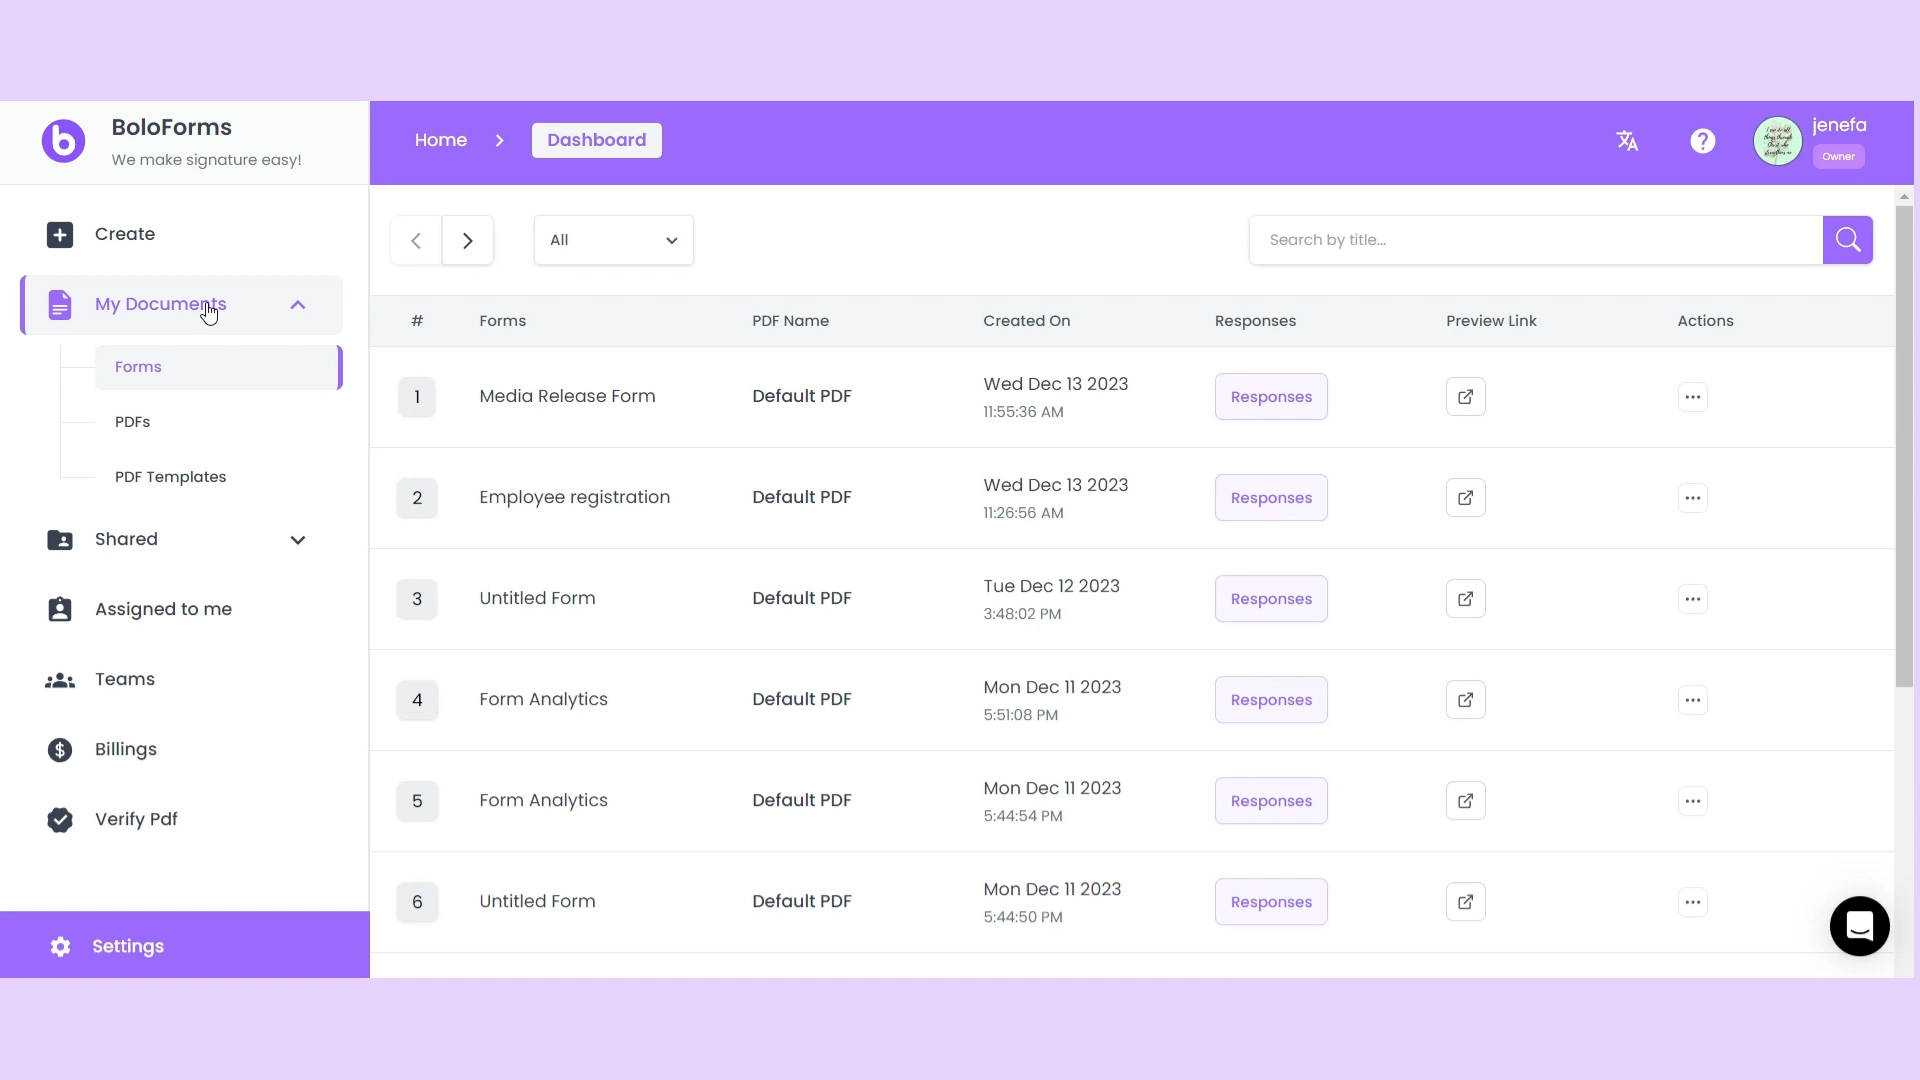 BoloForms
We make signature easy!
Home
Dashboard
jenefa
Owner
Create
My Documents
Forms
PDFs
PDF Templates
Shared
Assigned to me
Teams
Billings
Verify Pdf
Settings
All
Search by title...
# Forms PDF Name Created On Responses Preview Link Actions
1 Media Release Form Default PDF Wed Dec 13 2023 Responses
11:55:36 AM
2 Employee registration Default PDF Wed Dec 13 2023 Responses
11:26:56 AM
3 Untitled Form Default PDF Tue Dec 12 2023 Responses
3:48:02 PM
4 Form Analytics Default PDF Mon Dec 11 2023 Responses
5:51:08 PM
5 Form Analytics Default PDF Mon Dec 11 2023 Responses
5:44:54 PM
6 Untitled Form Default PDF Mon Dec 11 2023 Responses
5:44:50 PM